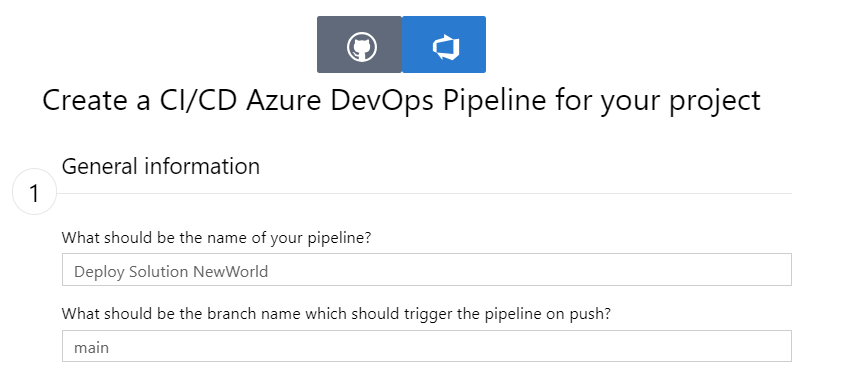 Create a CI/CD Azure DevOps Pipeline for your project
General information
1
What should be the name of your pipeline?
Deploy Solution NewWorld
What should be the branch name which should trigger the pipeline on push?
main